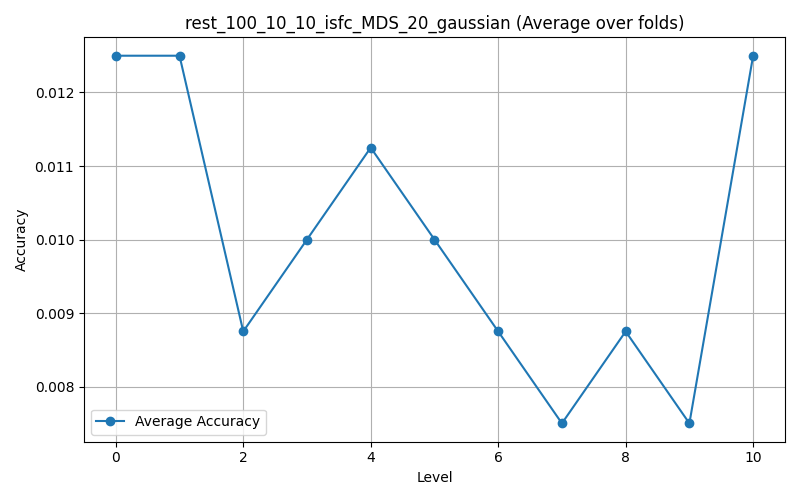 rest_100_10_10_isfc_MDS_20_gaussian (Average over folds)
0.012
0.011
0.010
0.009
0.008
Accuracy
Average Accuracy
0 2 4 6 8 10
Level